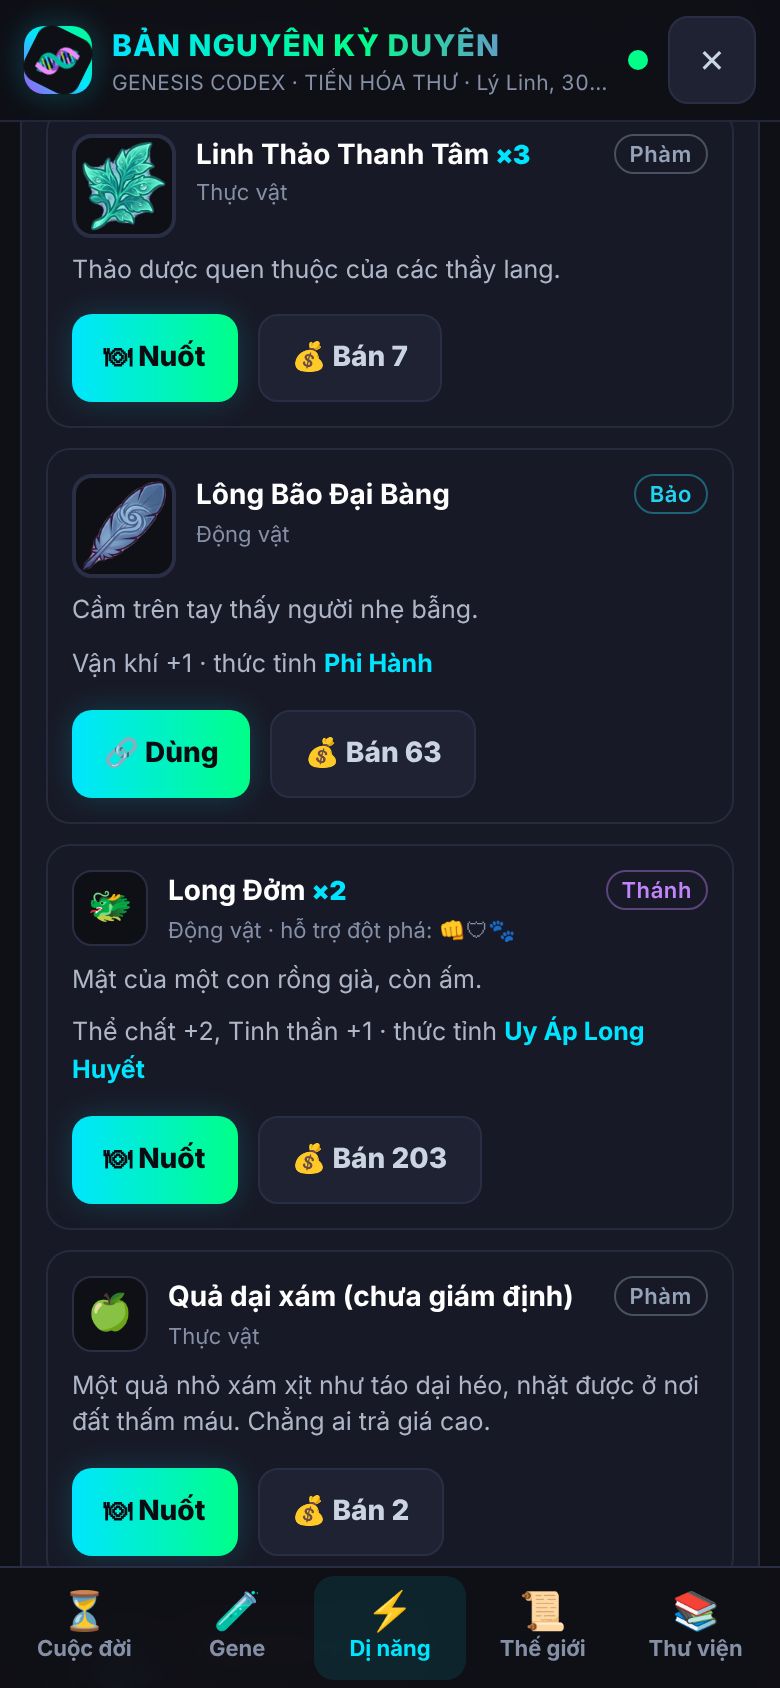 BẢN NGUYÊN KỲ DUYÊN
GENESIS CODEX · TIẾN HÓA THƯ · Lý Linh, 30...
Linh Thảo Thanh Tâm ×3
Phàm
Thực vật
Thảo dược quen thuộc của các thầy lang.
Nuốt
Bán 7
Lông Bão Đại Bàng
Bảo
Động vật
Cầm trên tay thấy người nhẹ bẫng.
Vận khí +1 · thức tỉnh Phi Hành
Dùng
Bán 63
Long Đởm ×2
Thánh
Động vật · hỗ trợ đột phá:
Mật của một con rồng già, còn ấm.
Thể chất +2, Tinh thần +1 · thức tỉnh Uy Áp Long
Huyết
Nuốt
Bán 203
Quả dại xám (chưa giám định)
Phàm
Thực vật
Một quả nhỏ xám xịt như táo dại héo, nhặt được ở nơi
đất thấm máu. Chẳng ai trả giá cao.
Nuốt
Bán 2
Cuộc đời
Gene
Dị năng
Thế giới
Thư viện